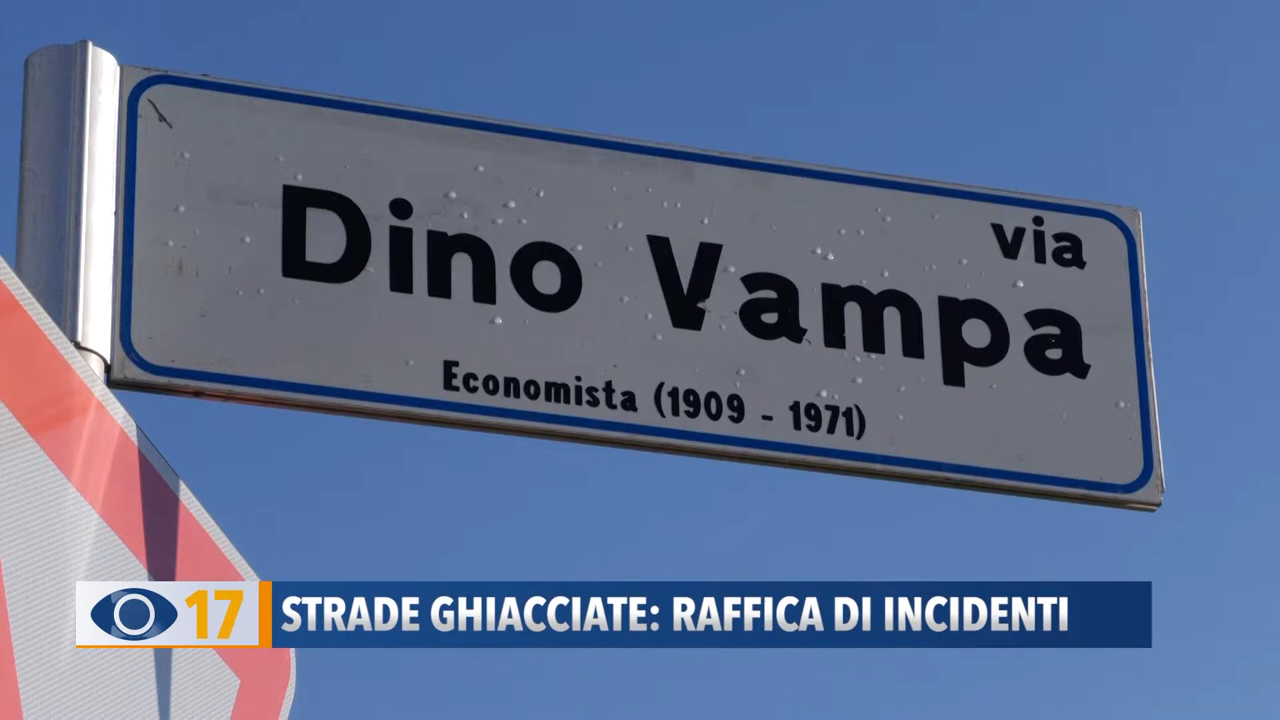 via
Dino Vampa
Economista (1909 - 1971)
17 STRADE GHIACCIATE: RAFFICA DI INCIDENTI